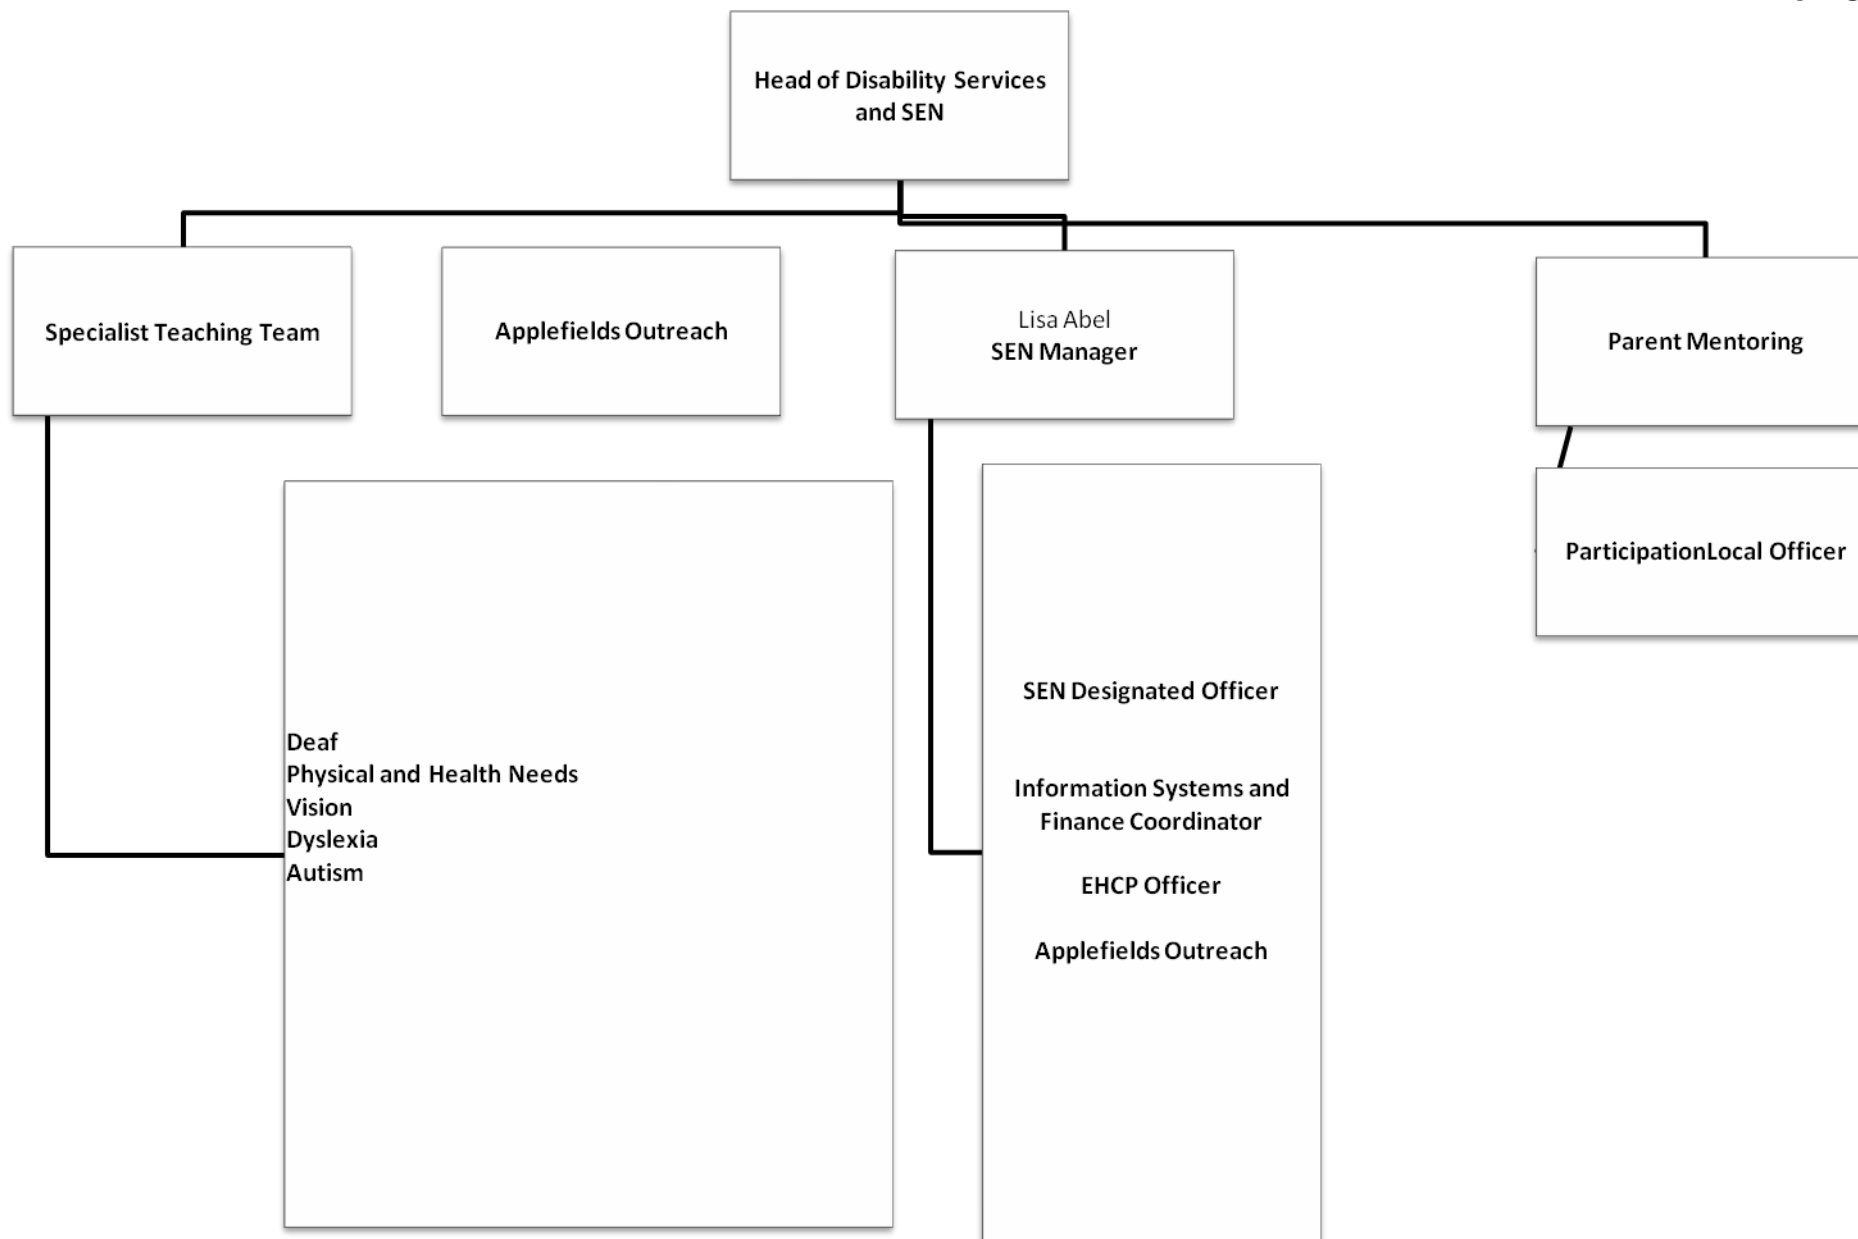 Head of Disability Services
and SEN
Specialist Teaching Team
Applefields Outreach
Lisa Abel
SEN Manager
Parent Mentoring
ParticipationLocal Officer
Deaf
Physical and Health Needs
Vision
Dyslexia
Autism
SEN Designated Officer
Information Systems and
Finance Coordinator
EHCP Officer
Applefields Outreach